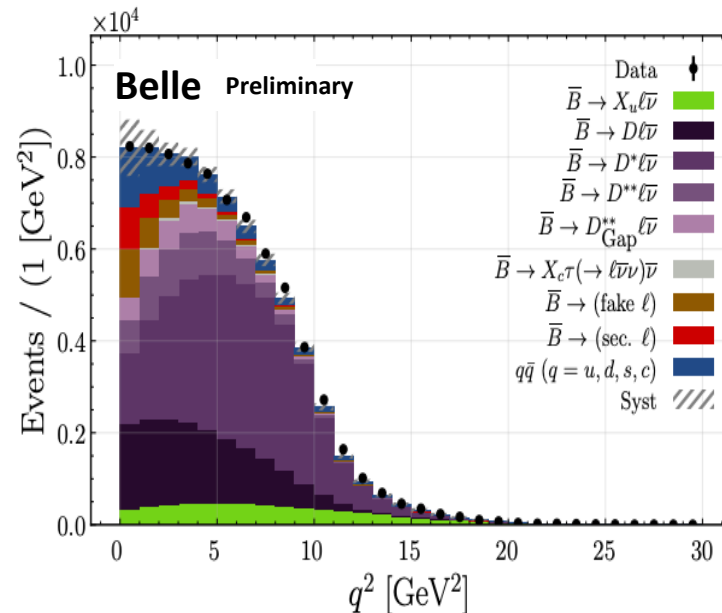 ×10⁴
Belle Preliminary
Data
B̅ → X_u ℓν̅
B̅ → Dℓν̅
B̅ → D*ℓν̅
B̅ → D**ℓν̅
B̅ → D**_Gap ℓν̅
B̅ → X_c τ(→ ℓν̅ν)ν̅
B̅ → (fake ℓ)
B̅ → (sec. ℓ)
qq̅ (q = u, d, s, c)
Syst
Events / (1 [GeV²])
1.0
0.8
0.6
0.4
0.2
0.0
0 5 10 15 20 25 30
q² [GeV²]